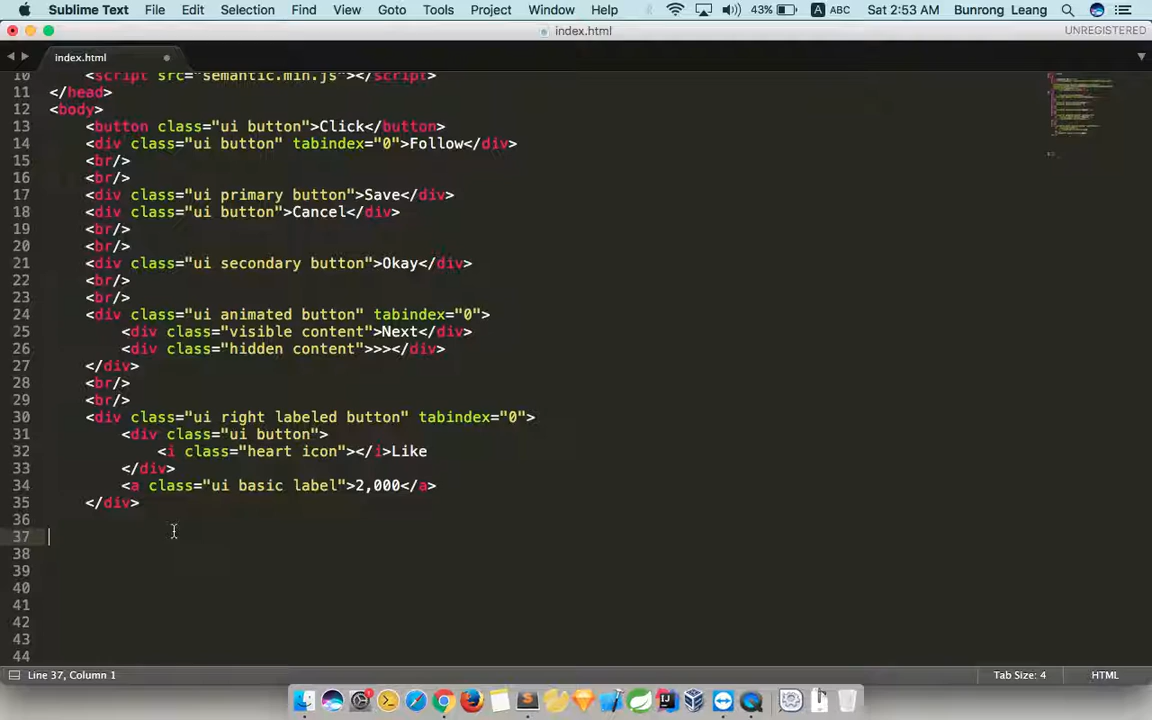 Sublime Text File Edit Selection Find View Goto Tools Project Window Help 43% A ABC Sat 2:53 AM Bunrong Leang
index.html UNREGISTERED
index.html
10 <script src="semantic.min.js"></script>
11 </head>
12 <body>
13 <button class="ui button">Click</button>
14 <div class="ui button" tabindex="0">Follow</div>
15 <br/>
16 <br/>
17 <div class="ui primary button">Save</div>
18 <div class="ui button">Cancel</div>
19 <br/>
20 <br/>
21 <div class="ui secondary button">Okay</div>
22 <br/>
23 <br/>
24 <div class="ui animated button" tabindex="0">
25 <div class="visible content">Next</div>
26 <div class="hidden content">>></div>
27 </div>
28 <br/>
29 <br/>
30 <div class="ui right labeled button" tabindex="0">
31 <div class="ui button">
32 <i class="heart icon"></i>Like
33 </div>
34 <a class="ui basic label">2,000</a>
35 </div>
36
37
38
39
40
41
42
43
44
Line 37, Column 1 Tab Size: 4 HTML